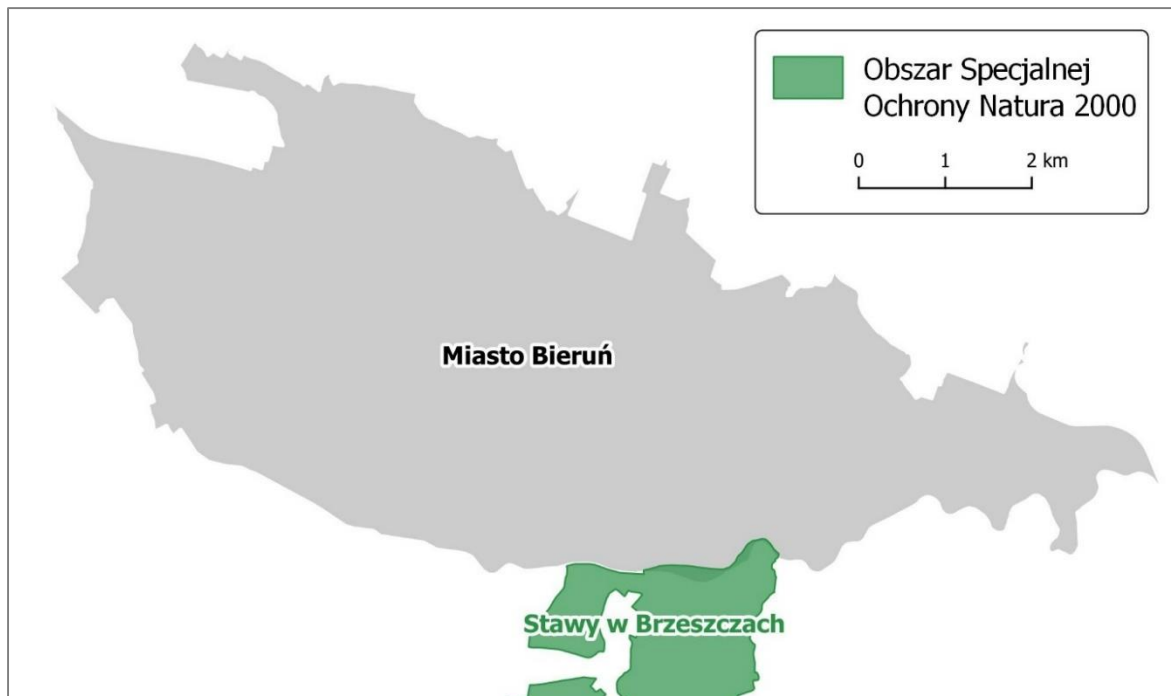 Obszar Specjalnej
Ochrony Natura 2000
0 1 2 km
Miasto Bieruń
Stawy w Brzeszczach